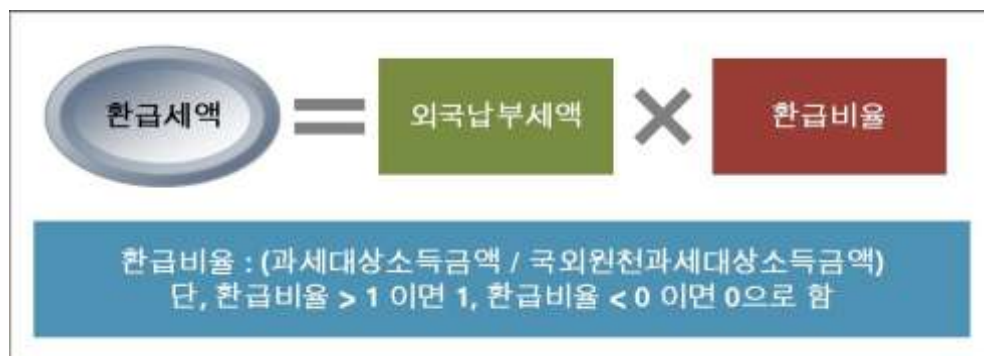 환급세액 = 외국납부세액 × 환급비율
환급비율 : (과세대상소득금액 / 국외원천과세대상소득금액)
단, 환급비율 > 1 이면 1, 환급비율 < 0 이면 0으로 함